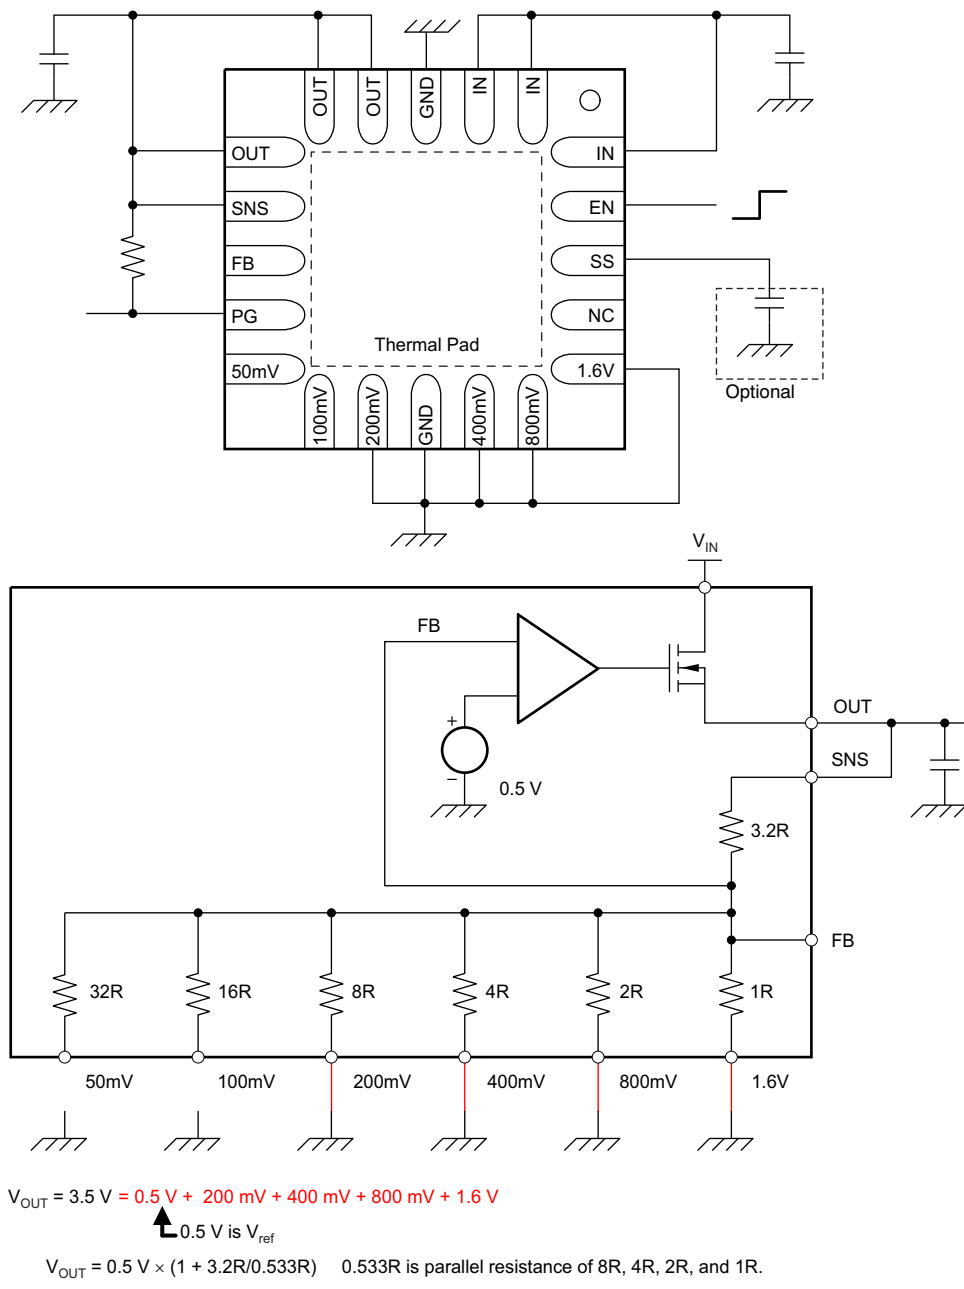 OUT
OUT
GND
IN
IN
OUT
IN
SNS
EN
FB
SS
PG
NC
Thermal Pad
50mV
1.6V
100mV
200mV
GND
400mV
800mV
Optional
VIN
FB
OUT
+
SNS
−
0.5 V
3.2R
FB
32R
16R
8R
4R
2R
1R
50mV
100mV
200mV
400mV
800mV
1.6V
VOUT = 3.5 V = 0.5 V + 200 mV + 400 mV + 800 mV + 1.6 V
0.5 V is Vref
VOUT = 0.5 V × (1 + 3.2R/0.533R) 0.533R is parallel resistance of 8R, 4R, 2R, and 1R.